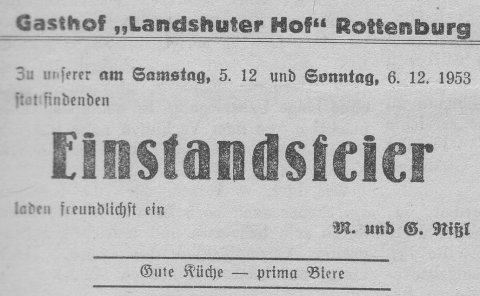 Gasthof „Landshuter Hof“ Rottenburg
Zu unserer am Samstag, 5. 12 und Sonntag, 6. 12. 1953
stattfindenden
Einstandsfeier
laden freundlichst ein
M. und G. Nißl
Gute Küche — prima Biere